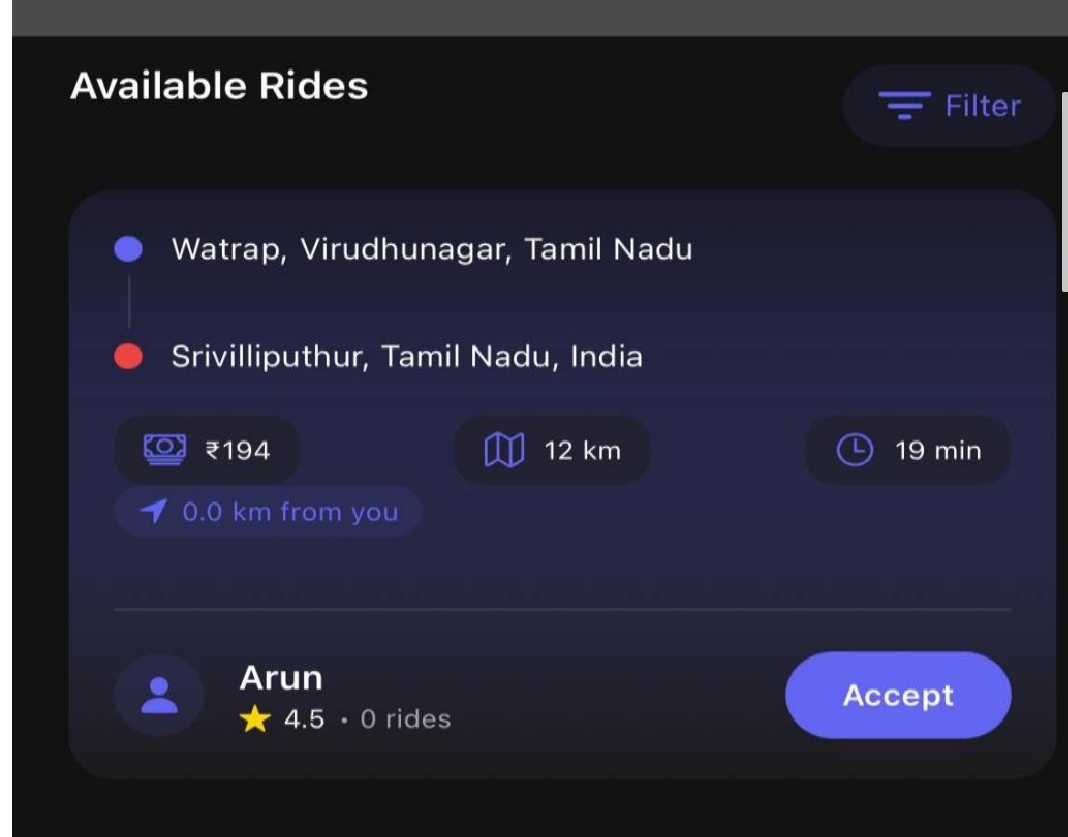 Available Rides
Filter
Watrap, Virudhunagar, Tamil Nadu
Srivilliputhur, Tamil Nadu, India
₹194
12 km
19 min
0.0 km from you
Arun
4.5 • 0 rides
Accept